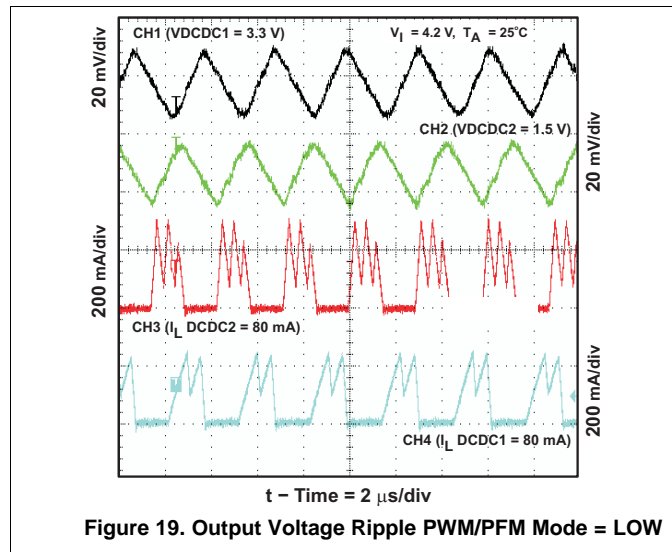 CH1 (VDCDC1 = 3.3 V)
V_I = 4.2 V, T_A = 25°C
20 mV/div
T
CH2 (VDCDC2 = 1.5 V)
T
20 mV/div
T
200 mA/div
CH3 (I_L DCDC2 = 80 mA)
T
200 mA/div
CH4 (I_L DCDC1 = 80 mA)
t − Time = 2 μs/div
Figure 19. Output Voltage Ripple PWM/PFM Mode = LOW